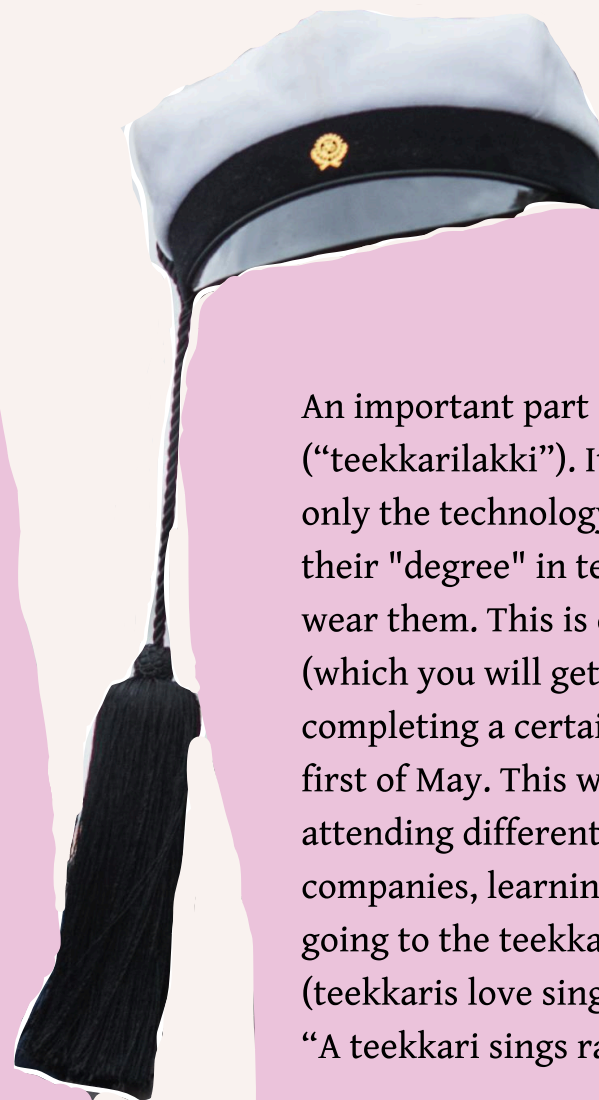 An important part
(“teekkarilakki”).
only the technology
their "degree" in
wear them. This is
(which you will get
completing a
first of May. This
attending different
companies,
going to the
(teekkaris love
“A teekkari sings